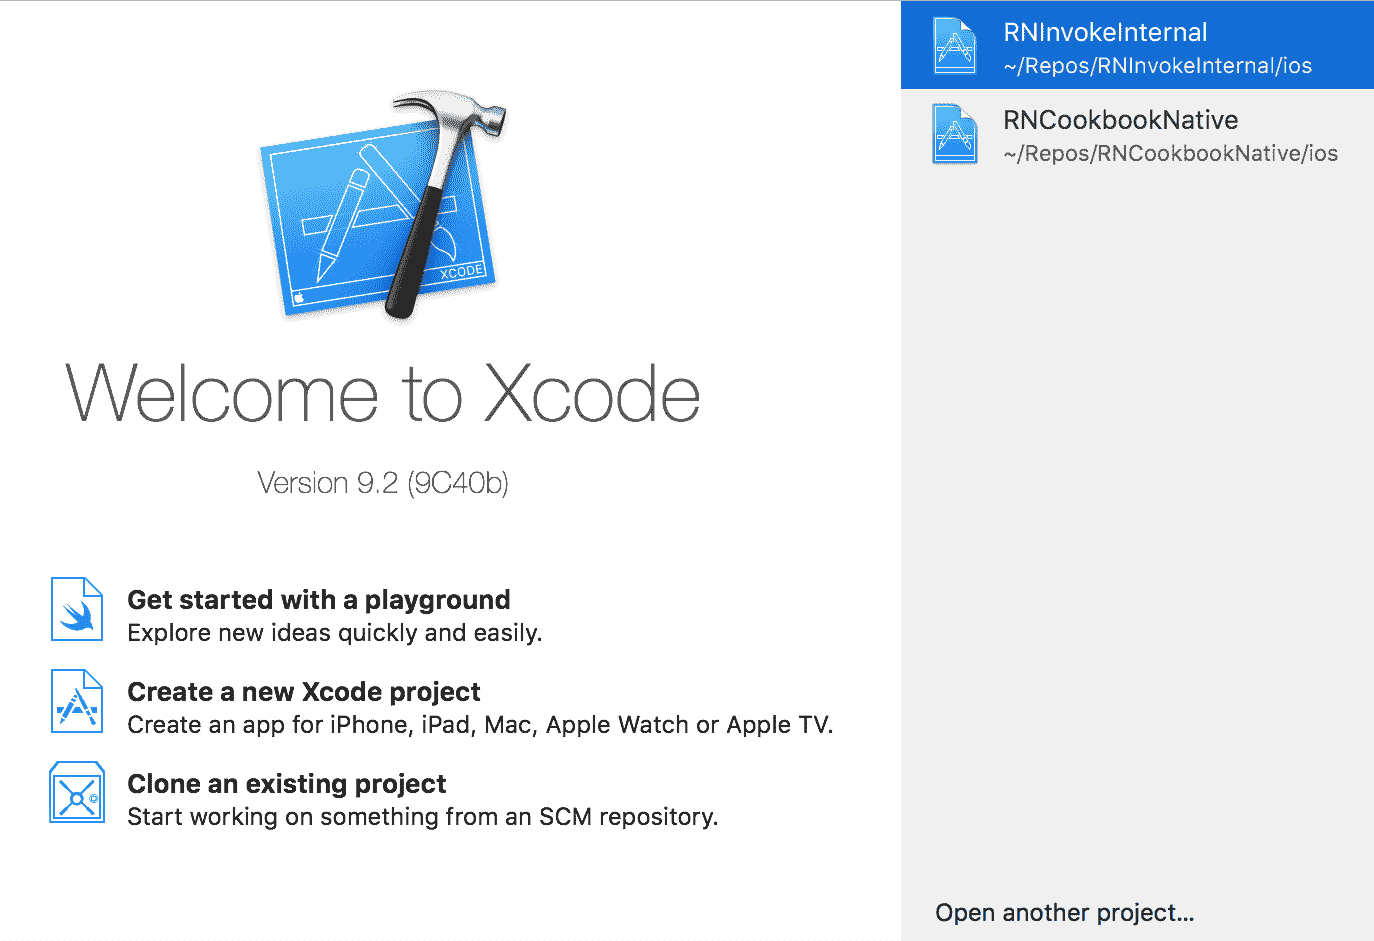 XCODE
Welcome to Xcode
Version 9.2 (9C40b)
Get started with a playground
Explore new ideas quickly and easily.
Create a new Xcode project
Create an app for iPhone, iPad, Mac, Apple Watch or Apple TV.
Clone an existing project
Start working on something from an SCM repository.
RNInvokeInternal
~/Repos/RNInvokeInternal/ios
RNCookbookNative
~/Repos/RNCookbookNative/ios
Open another project...